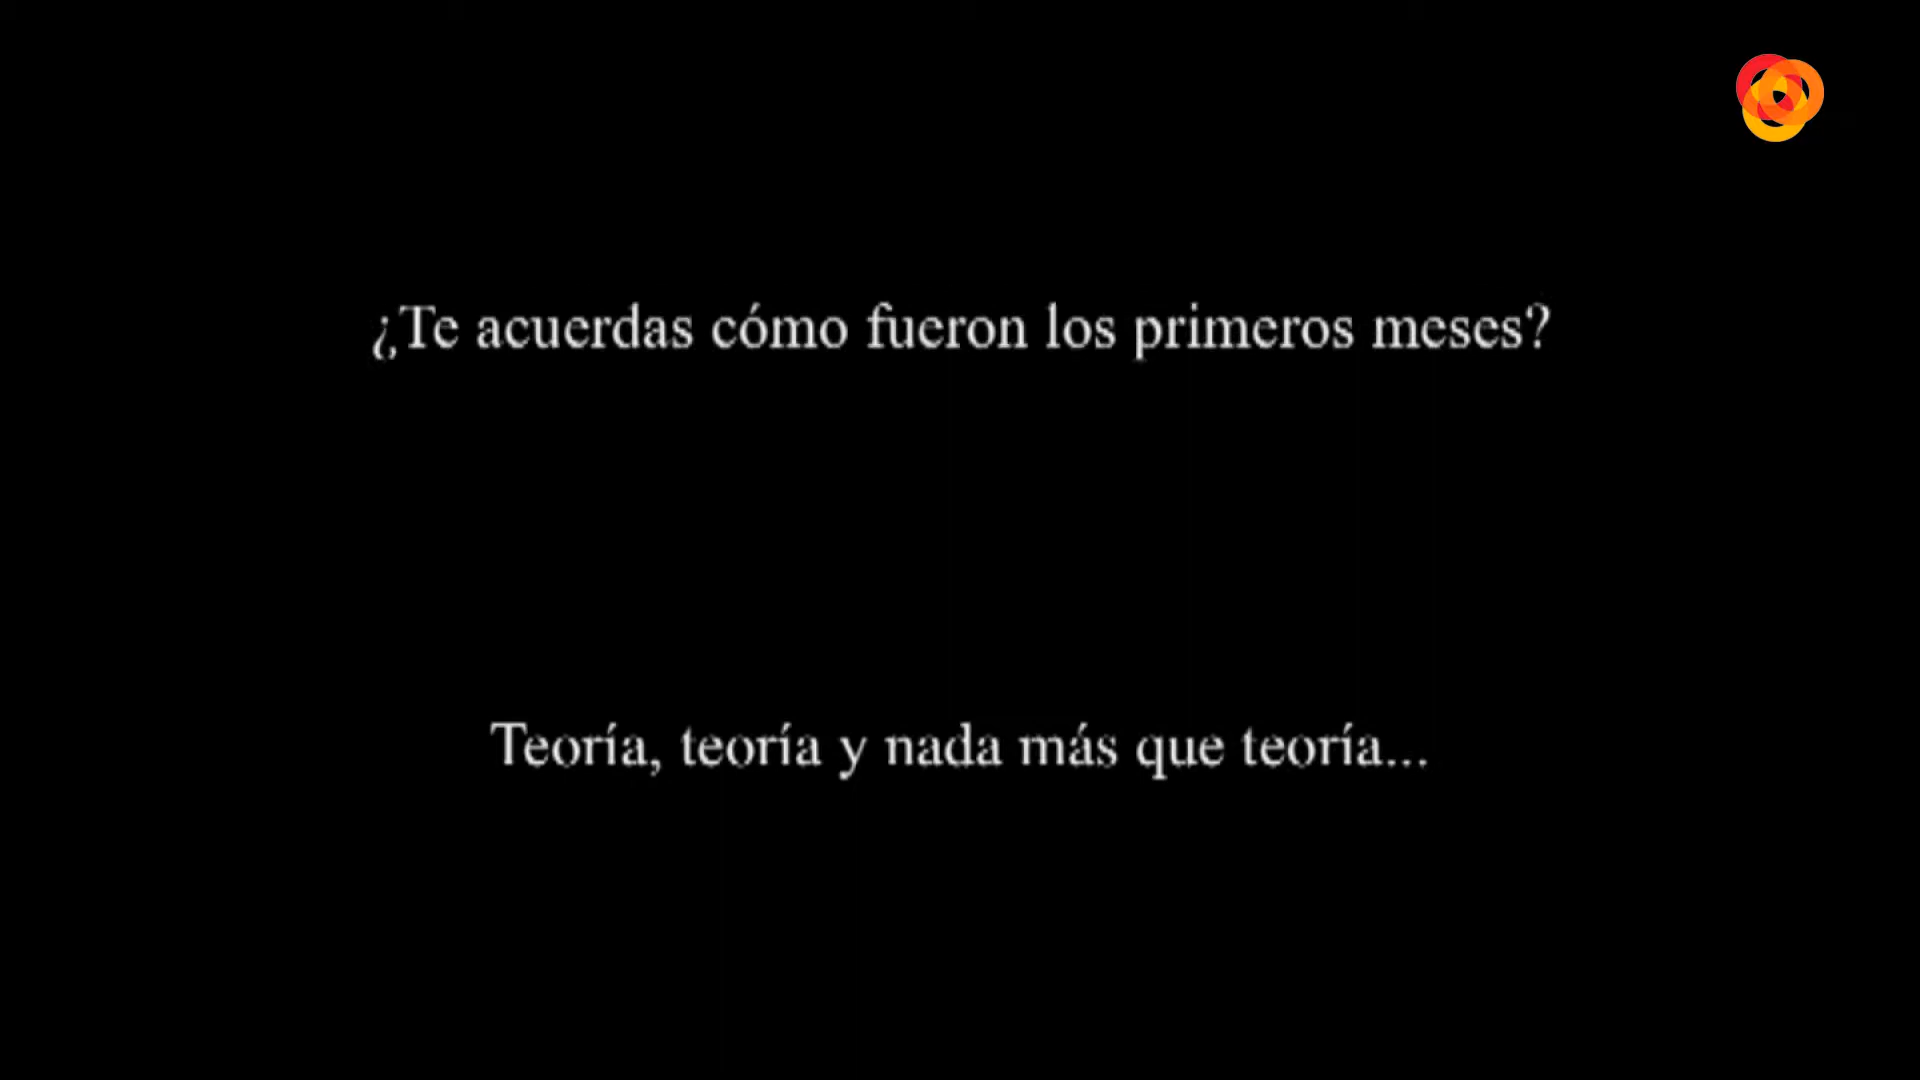 ¿Te acuerdas cómo fueron los primeros meses?
Teoría, teoría y nada más que teoría...